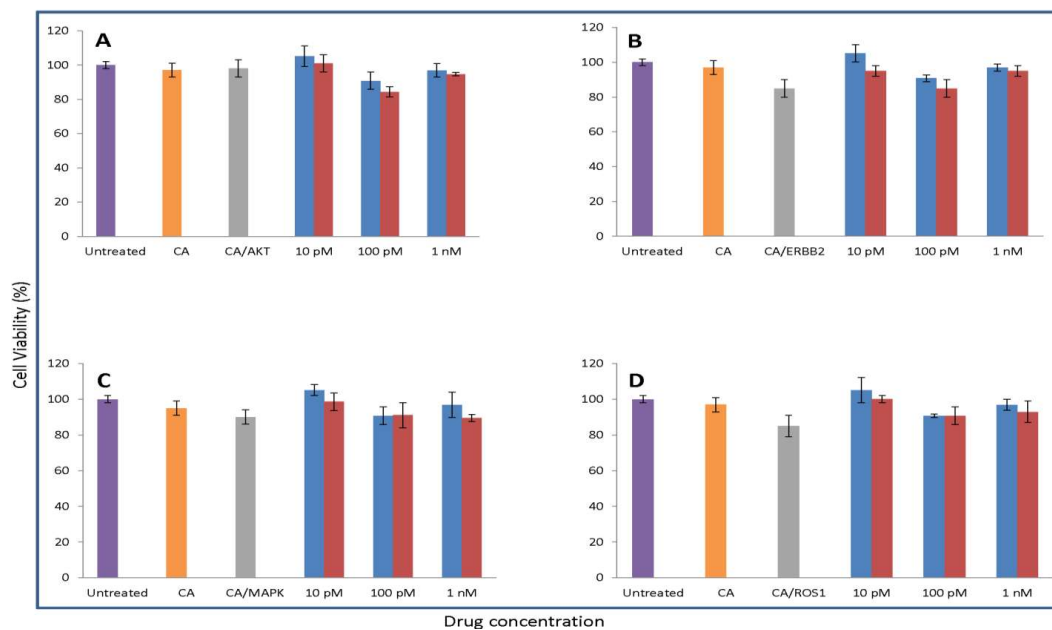 A
120
100
80
60
40
20
0
Untreated CA CA/AKT 10 pM 100 pM 1 nM
B
120
100
80
60
40
20
0
Untreated CA CA/ERBB2 10 pM 100 pM 1 nM
Cell Viability (%)
C
120
100
80
60
40
20
0
Untreated CA CA/MAPK 10 pM 100 pM 1 nM
D
120
100
80
60
40
20
0
Untreated CA CA/ROS1 10 pM 100 pM 1 nM
Drug concentration